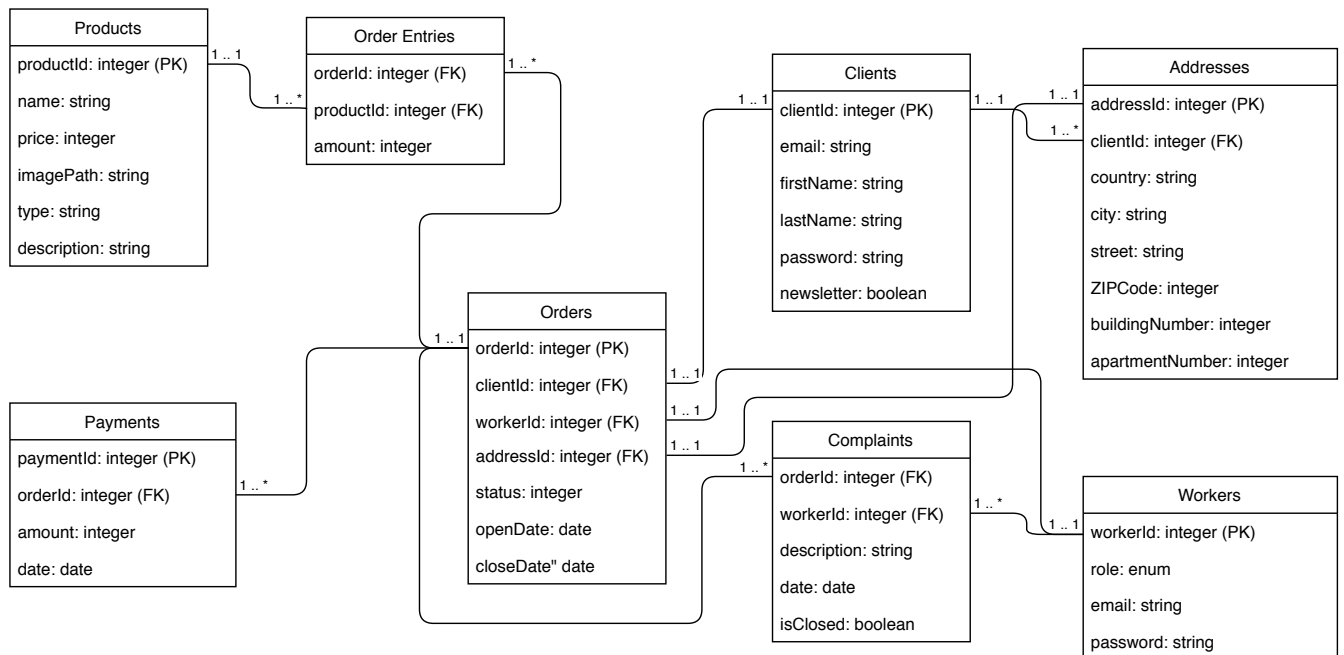 Products
productId: integer (PK)
name: string
price: integer
imagePath: string
type: string
description: string
1 .. 1
1 .. *
Order Entries
orderId: integer (FK)
productId: integer (FK)
amount: integer
1 .. *
Clients
clientId: integer (PK)
email: string
firstName: string
lastName: string
password: string
newsletter: boolean
1 .. 1
1 .. 1
Addresses
addressId: integer (PK)
clientId: integer (FK)
country: string
city: string
street: string
ZIPCode: integer
buildingNumber: integer
apartmentNumber: integer
1 .. 1
1 .. *
Orders
orderId: integer (PK)
clientId: integer (FK)
workerId: integer (FK)
addressId: integer (FK)
status: integer
openDate: date
closeDate" date
1 .. 1
1 .. 1
1 .. 1
1 .. 1
Payments
paymentId: integer (PK)
orderId: integer (FK)
amount: integer
date: date
1 .. *
Complaints
orderId: integer (FK)
workerId: integer (FK)
description: string
date: date
isClosed: boolean
1 .. *
1 .. *
Workers
workerId: integer (PK)
role: enum
email: string
password: string
1 .. 1